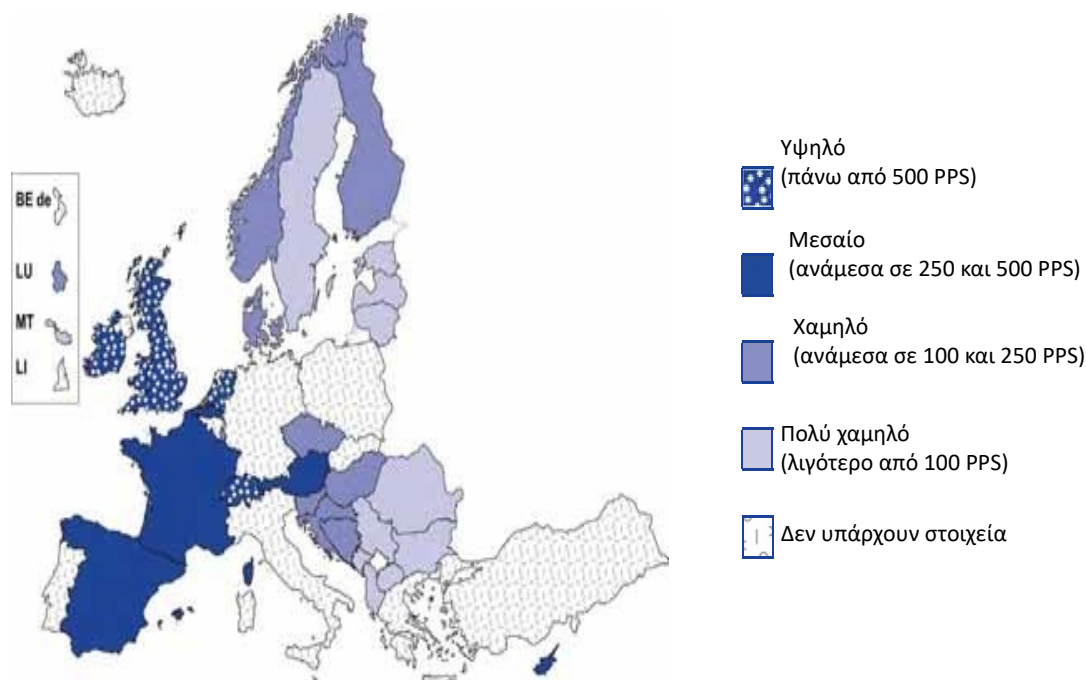 BE de
LU
MT
LI
Υψηλό
(πάνω από 500 PPS)
Μεσαίο
(ανάμεσα σε 250 και 500 PPS)
Χαμηλό
(ανάμεσα σε 100 και 250 PPS)
Πολύ χαμηλό
(λιγότερο από 100 PPS)
Δεν υπάρχουν στοιχεία